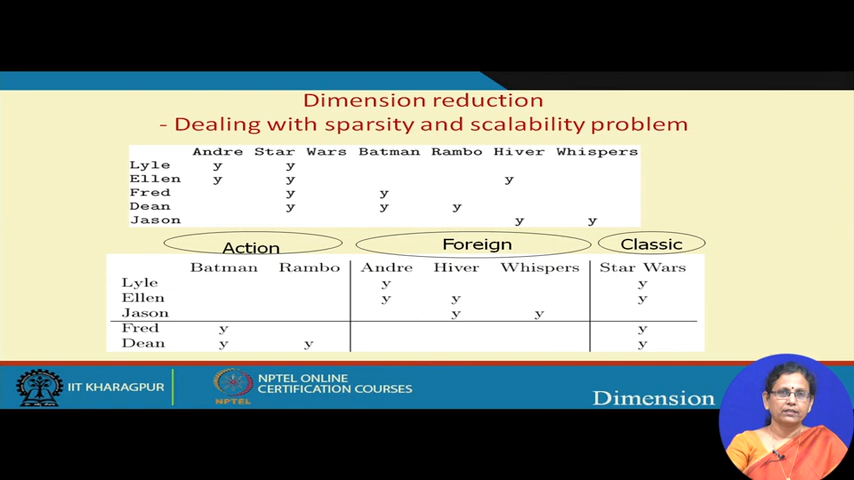 Dimension reduction
- Dealing with sparsity and scalability problem
Andre Star Wars Batman Rambo Hiver Whispers
Lyle y y
Ellen y y y
Fred y y
Dean y y y
Jason y y
Action Foreign Classic
Batman Rambo Andre Hiver Whispers Star Wars
Lyle y y
Ellen y y y
Jason y y
Fred y y
Dean y y y
IIT KHARAGPUR
NPTEL
NPTEL ONLINE
CERTIFICATION COURSES
Dimension